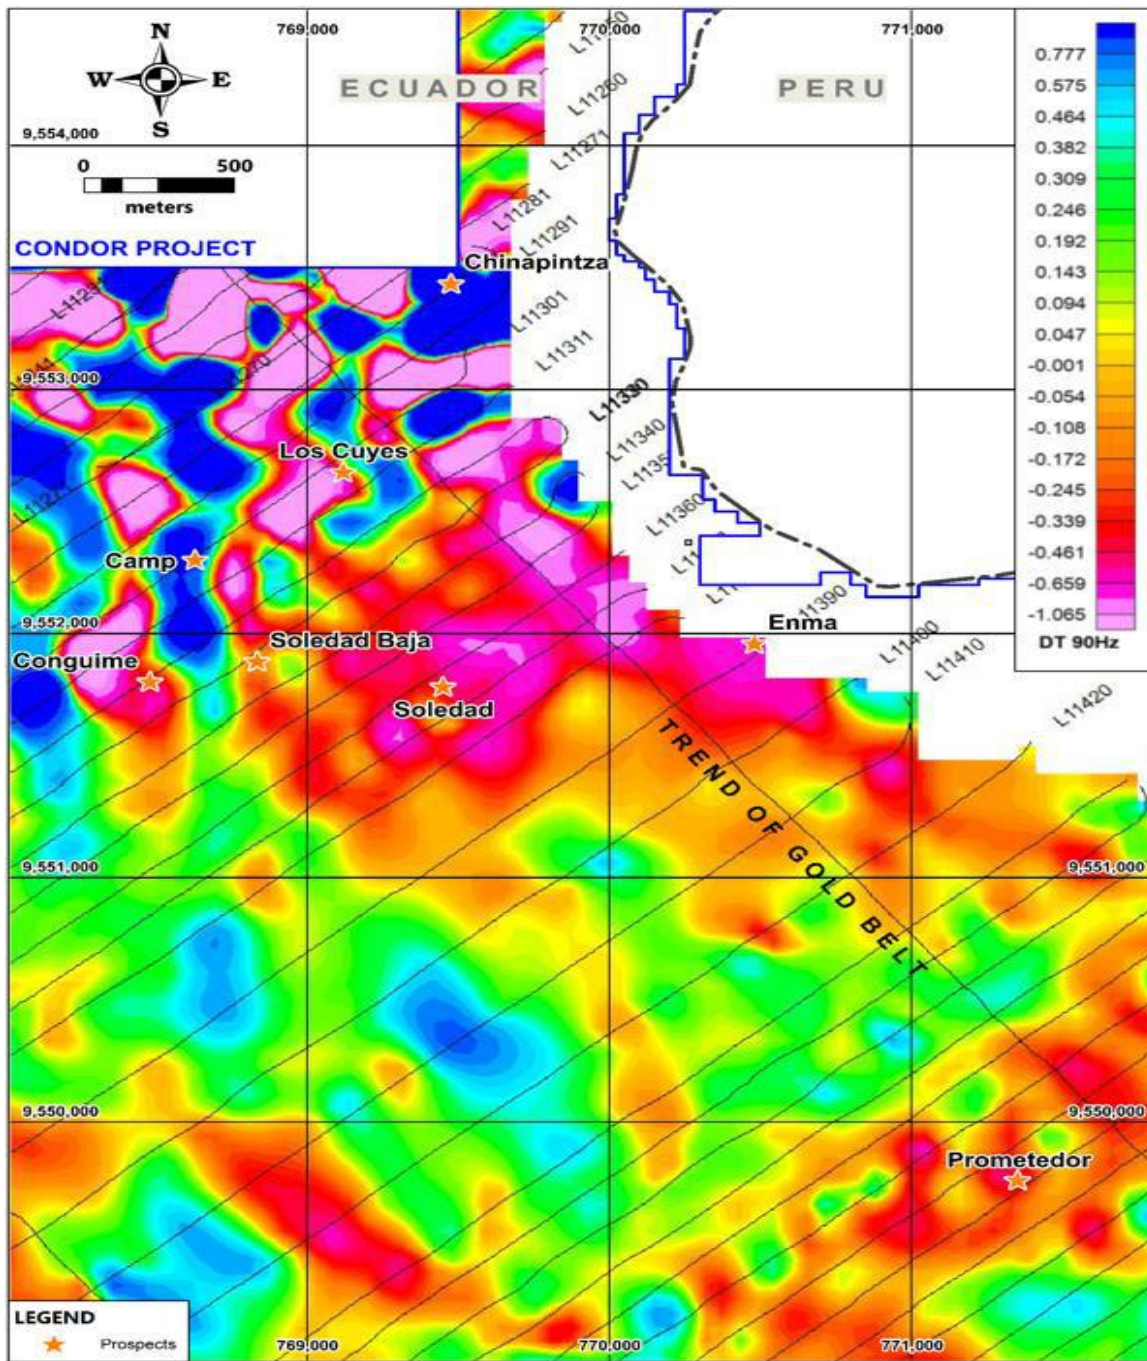 769,000
770,000
771,000
N
W
E
S
ECUADOR
PERU
9,554,000
0
500
meters
CONDOR PROJECT
Chinapintza
9,553,000
Los Cuyes
Camp
9,552,000
Enma
Soledad Baja
Conguime
Soledad
L11260
L11271
L11281
L11291
L11301
L11311
L11330
L11340
L11360
L11390
L11400
L11410
L11420
L11270
TREND OF GOLD BELT
9,551,000
9,551,000
9,550,000
9,550,000
Prometedor
0.777
0.575
0.464
0.382
0.309
0.246
0.192
0.143
0.094
0.047
-0.001
-0.054
-0.108
-0.172
-0.245
-0.339
-0.461
-0.659
-1.065
DT 90Hz
LEGEND
Prospects
769,000
770,000
771,000